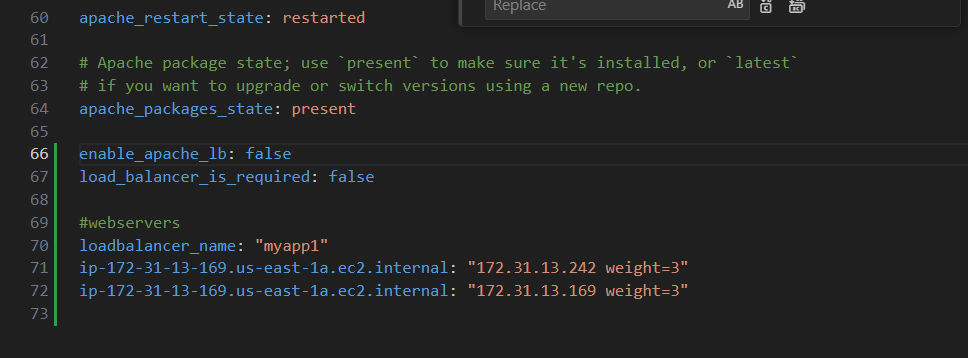 Replace
AB
60 apache_restart_state: restarted
61
62 # Apache package state; use `present` to make sure it's installed, or `latest`
63 # if you want to upgrade or switch versions using a new repo.
64 apache_packages_state: present
65
66 enable_apache_lb: false
67 load_balancer_is_required: false
68
69 #webservers
70 loadbalancer_name: "myapp1"
71 ip-172-31-13-169.us-east-1a.ec2.internal: "172.31.13.242 weight=3"
72 ip-172-31-13-169.us-east-1a.ec2.internal: "172.31.13.169 weight=3"
73